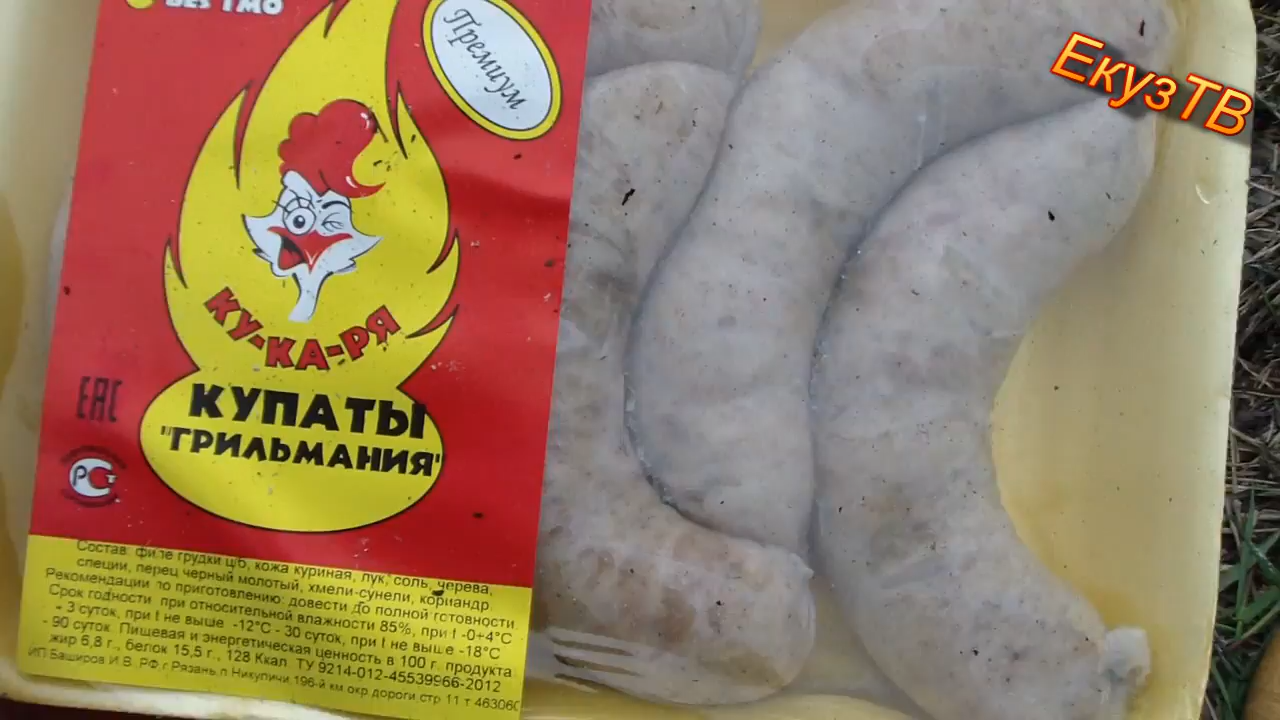 БЕЗ ГМО
Премиум
ЕкузТВ
КУ-КА-РЯ
ЕАС
РС
КУПАТЫ
"ГРИЛЬМАНИЯ"
Состав: филе грудки ц/б, кожа куриная, лук, соль, черева,
специи, перец черный молотый, хмели-сунели, кориандр
Рекомендации по приготовлению: довести до полной готовности
Срок годности при относительной влажности 85%, при t -0+4°С
- 3 суток, при t не выше -12°С - 30 суток, при t не выше -18°С
- 90 суток. Пищевая и энергетическая ценность в 100 г. продукта
жир 6,8 г., белок 15,5 г., 128 Ккал. ТУ 9214-012-45539966-2012
ИП Баширов И.В. РФ,г Рязань,п Никуличи 196-й км окр дороги стр 11 т 463060